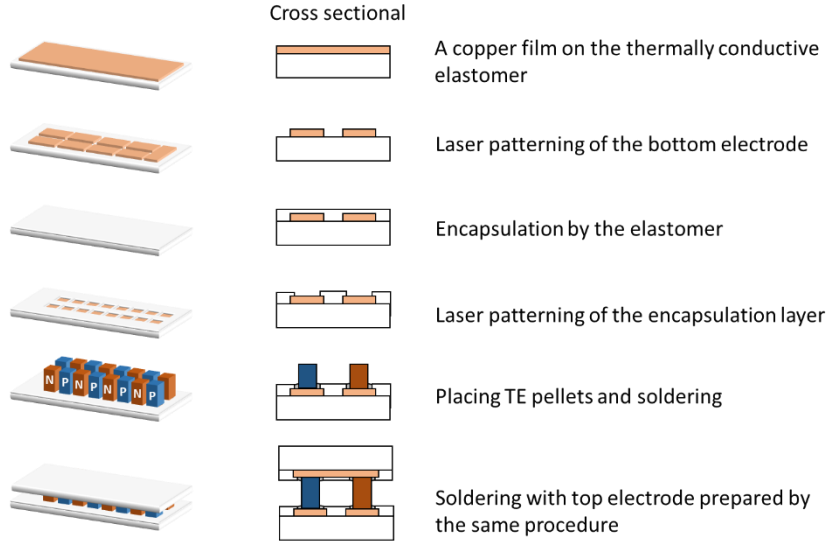 Cross sectional
A copper film on the thermally conductive
elastomer
Laser patterning of the bottom electrode
Encapsulation by the elastomer
Laser patterning of the encapsulation layer
N P N P N P N P
Placing TE pellets and soldering
Soldering with top electrode prepared by
the same procedure